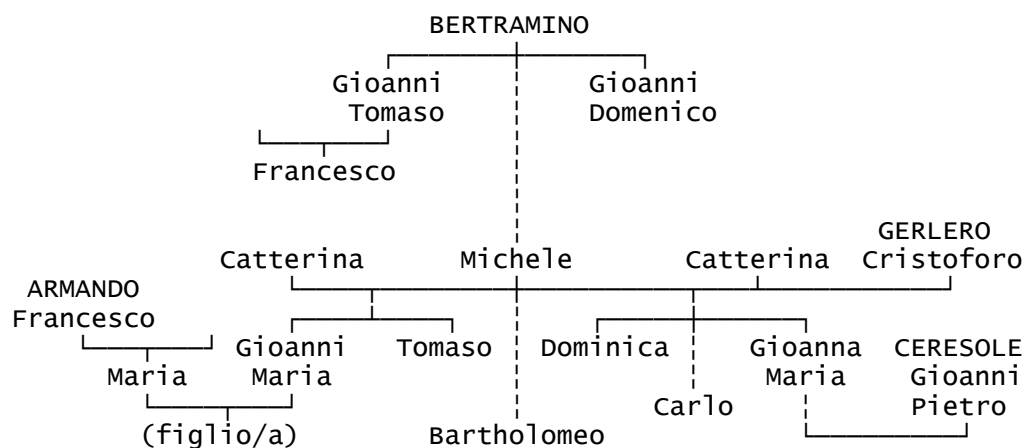 BERTRAMINO
Gioanni Gioanni
Tomaso Domenico
Francesco
GERLERO
Catterina Michele Catterina Cristoforo
ARMANDO
Francesco
Gioanni Tomaso Dominica Gioanna CERESOLE
Maria Maria Maria Gioanni
Carlo Pietro
(figlio/a) Bartholomeo